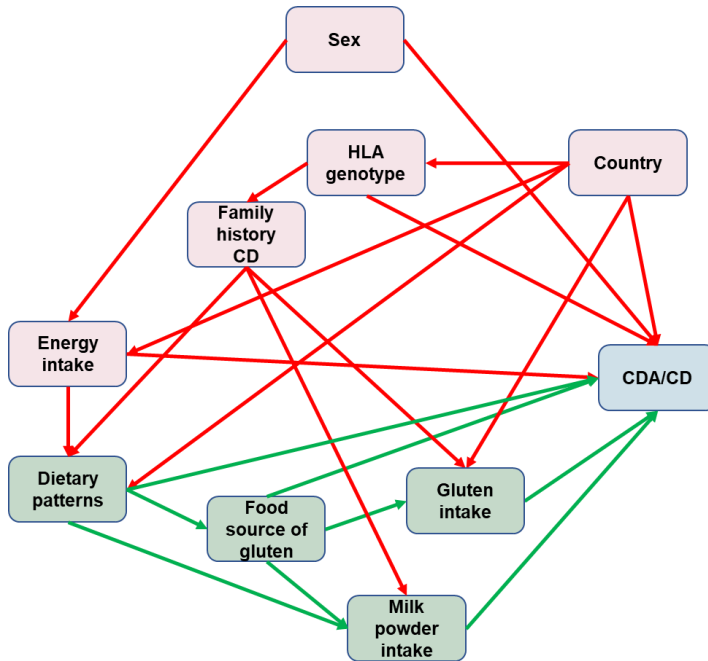 Sex
HLA
genotype
Country
Family
history
CD
Energy
intake
CDA/CD
Dietary
patterns
Food
source of
gluten
Gluten
intake
Milk
powder
intake